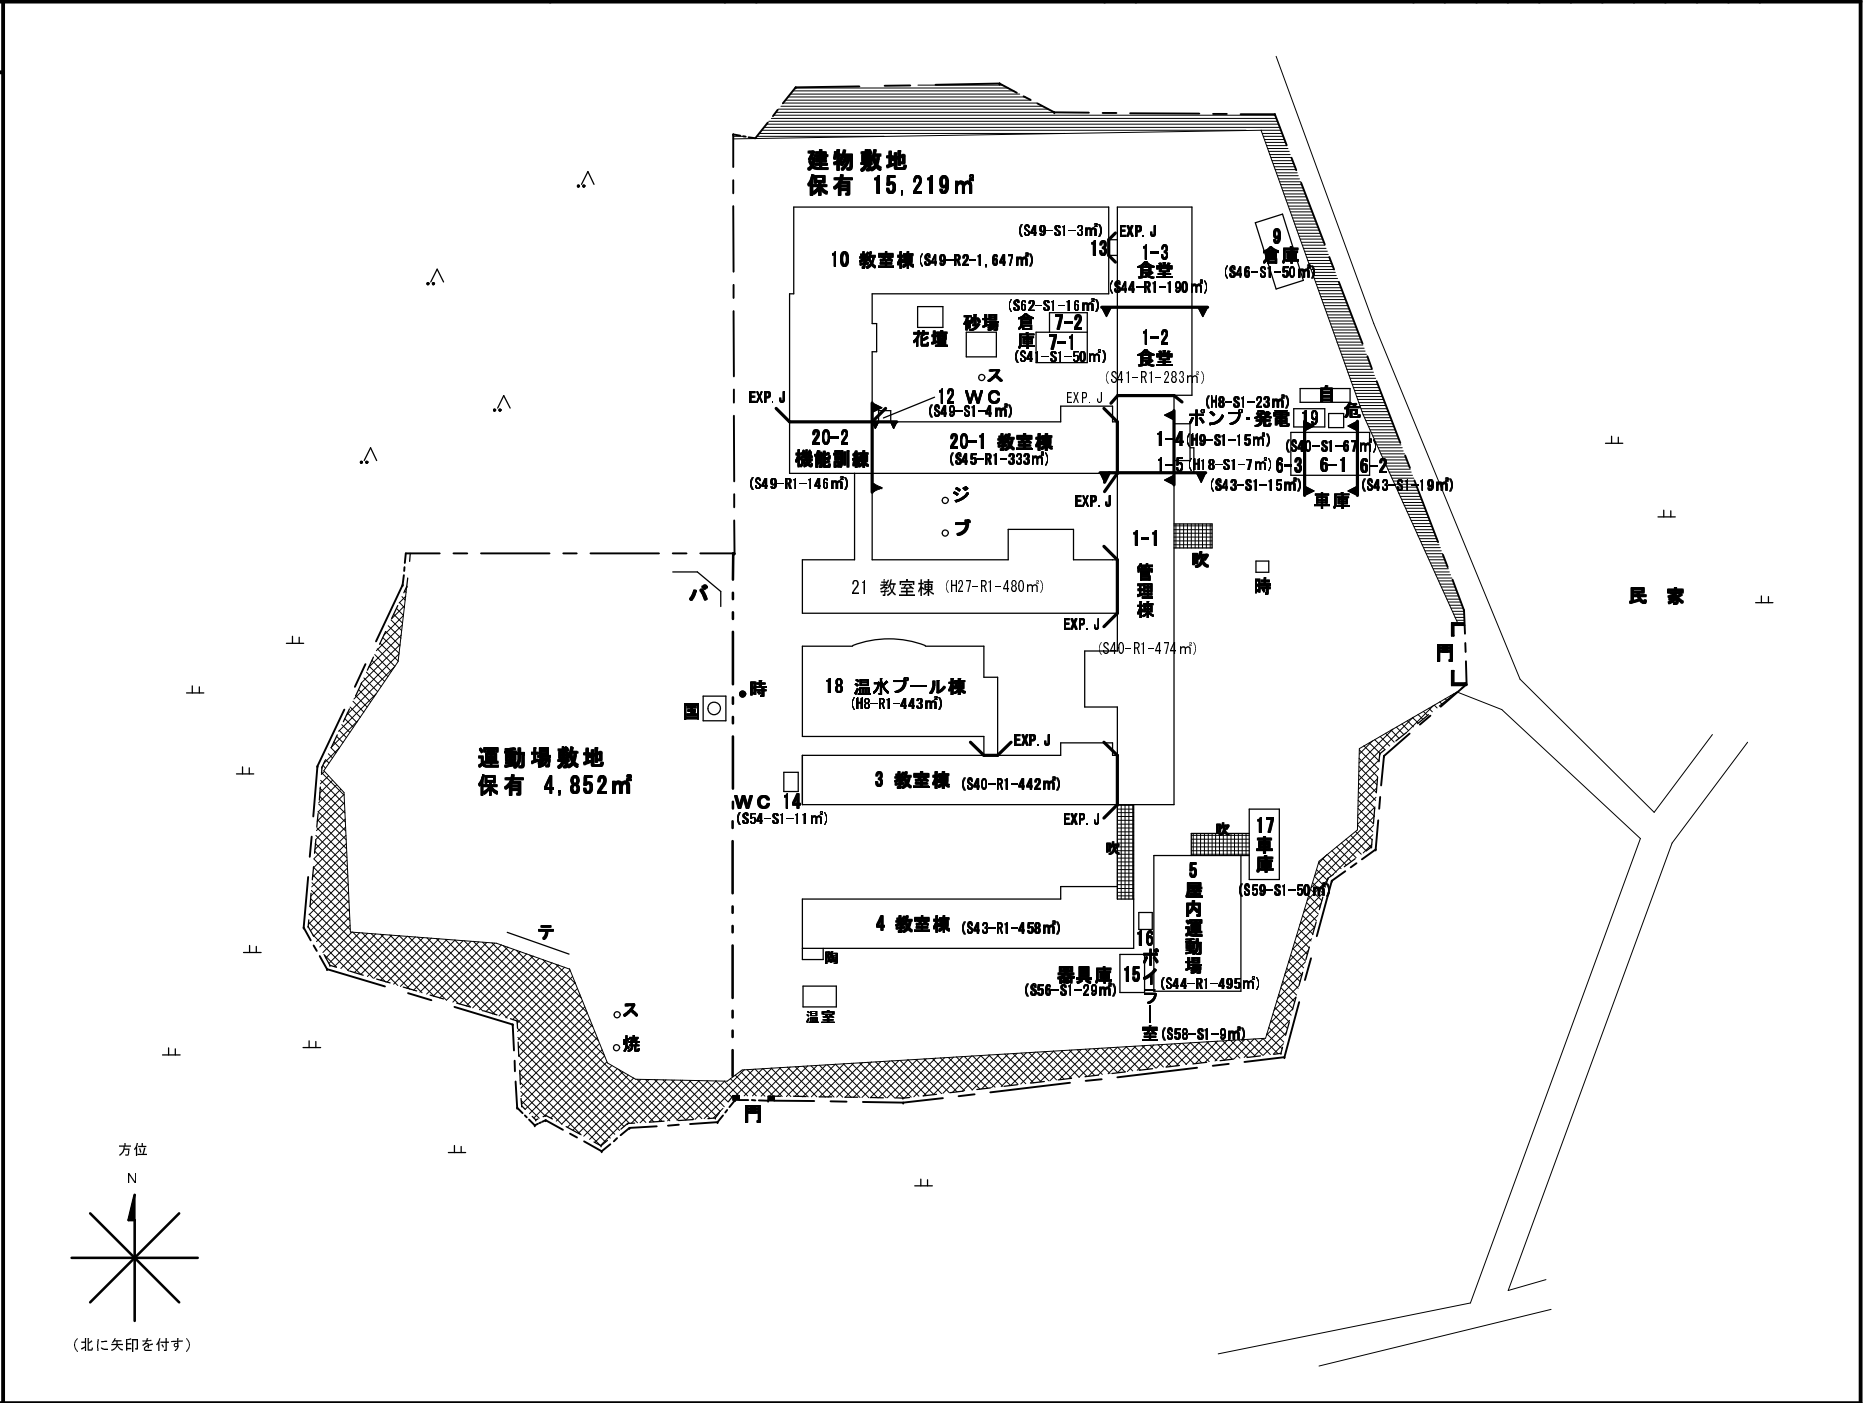 建物敷地
保有 15,219㎡
(S49-S1-3㎡)
EXP.J
13
10 教室棟 (S49-R2-1,647㎡)
1-3
食堂
(S44-R1-190㎡)
9
倉庫
(S46-S1-50㎡)
(S62-S1-16㎡)
花壇
砂場
倉庫
7-2
7-1
(S41-S1-50㎡)
1-2
食堂
(S41-R1-283㎡)
ス
EXP.J
12 WC
(S49-S1-4㎡)
EXP.J
自
(H8-S1-23㎡)
ポンプ・発電
19
危
20-2
機能訓練
(S49-R1-146㎡)
20-1 教室棟
(S45-R1-333㎡)
1-4 (H9-S1-15㎡)
(S40-S1-67㎡)
1-5 (H18-S1-7㎡)
6-3
6-1
6-2
(S43-S1-15㎡)
(S43-S1-19㎡)
車庫
ジ
EXP.J
プ
1-1
管理棟
(S40-R1-474㎡)
吹
時
民家
21 教室棟 (H27-R1-480㎡)
バ
EXP.J
門
18 温水プール棟
(H8-R1-443㎡)
時
国
EXP.J
運動場敷地
保有 4,852㎡
3 教室棟 (S40-R1-442㎡)
WC 14
(S54-S1-11㎡)
EXP.J
吹
吹
17
車庫
(S59-S1-50㎡)
5
屋内運動場
(S44-R1-495㎡)
4 教室棟 (S43-R1-458㎡)
テ
陶
16
ボイラー室 (S58-S1-9㎡)
器具庫
15
(S56-S1-29㎡)
温室
ス
焼
門
方位
N
(北に矢印を付す)